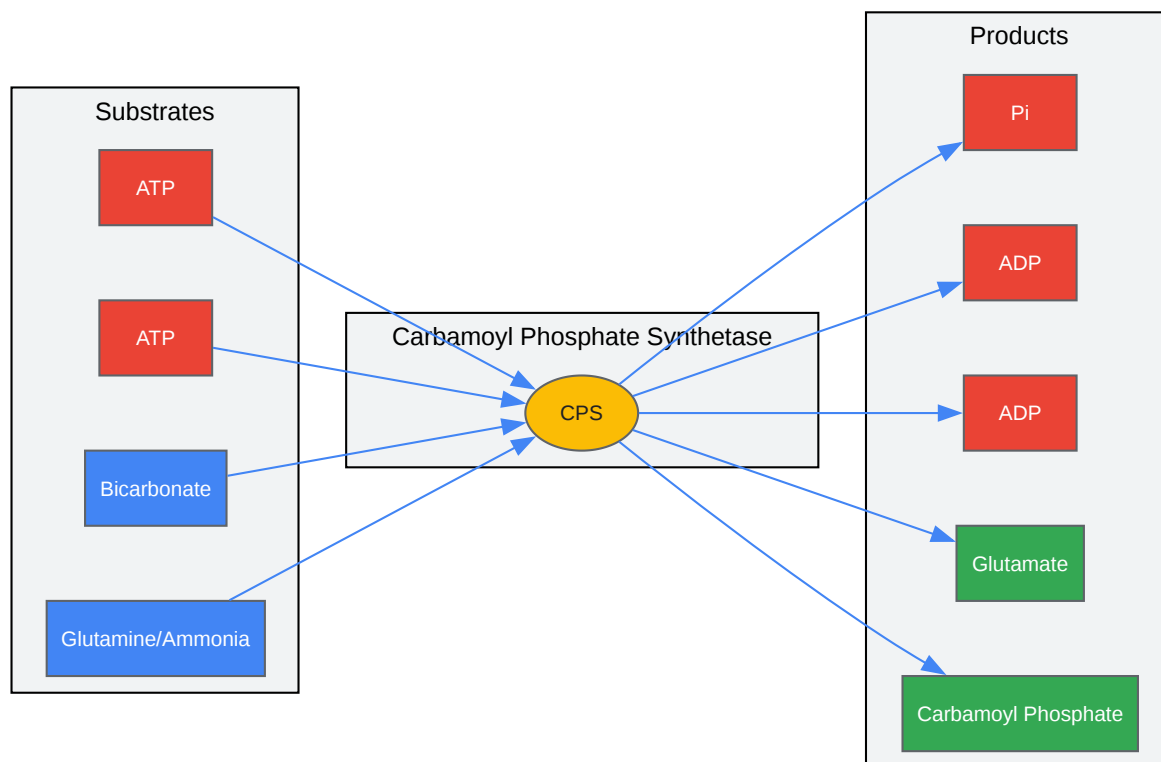 Substrates
ATP
ATP
Bicarbonate
Glutamine/Ammonia
Carbamoyl Phosphate Synthetase
CPS
Products
Pi
ADP
ADP
Glutamate
Carbamoyl Phosphate